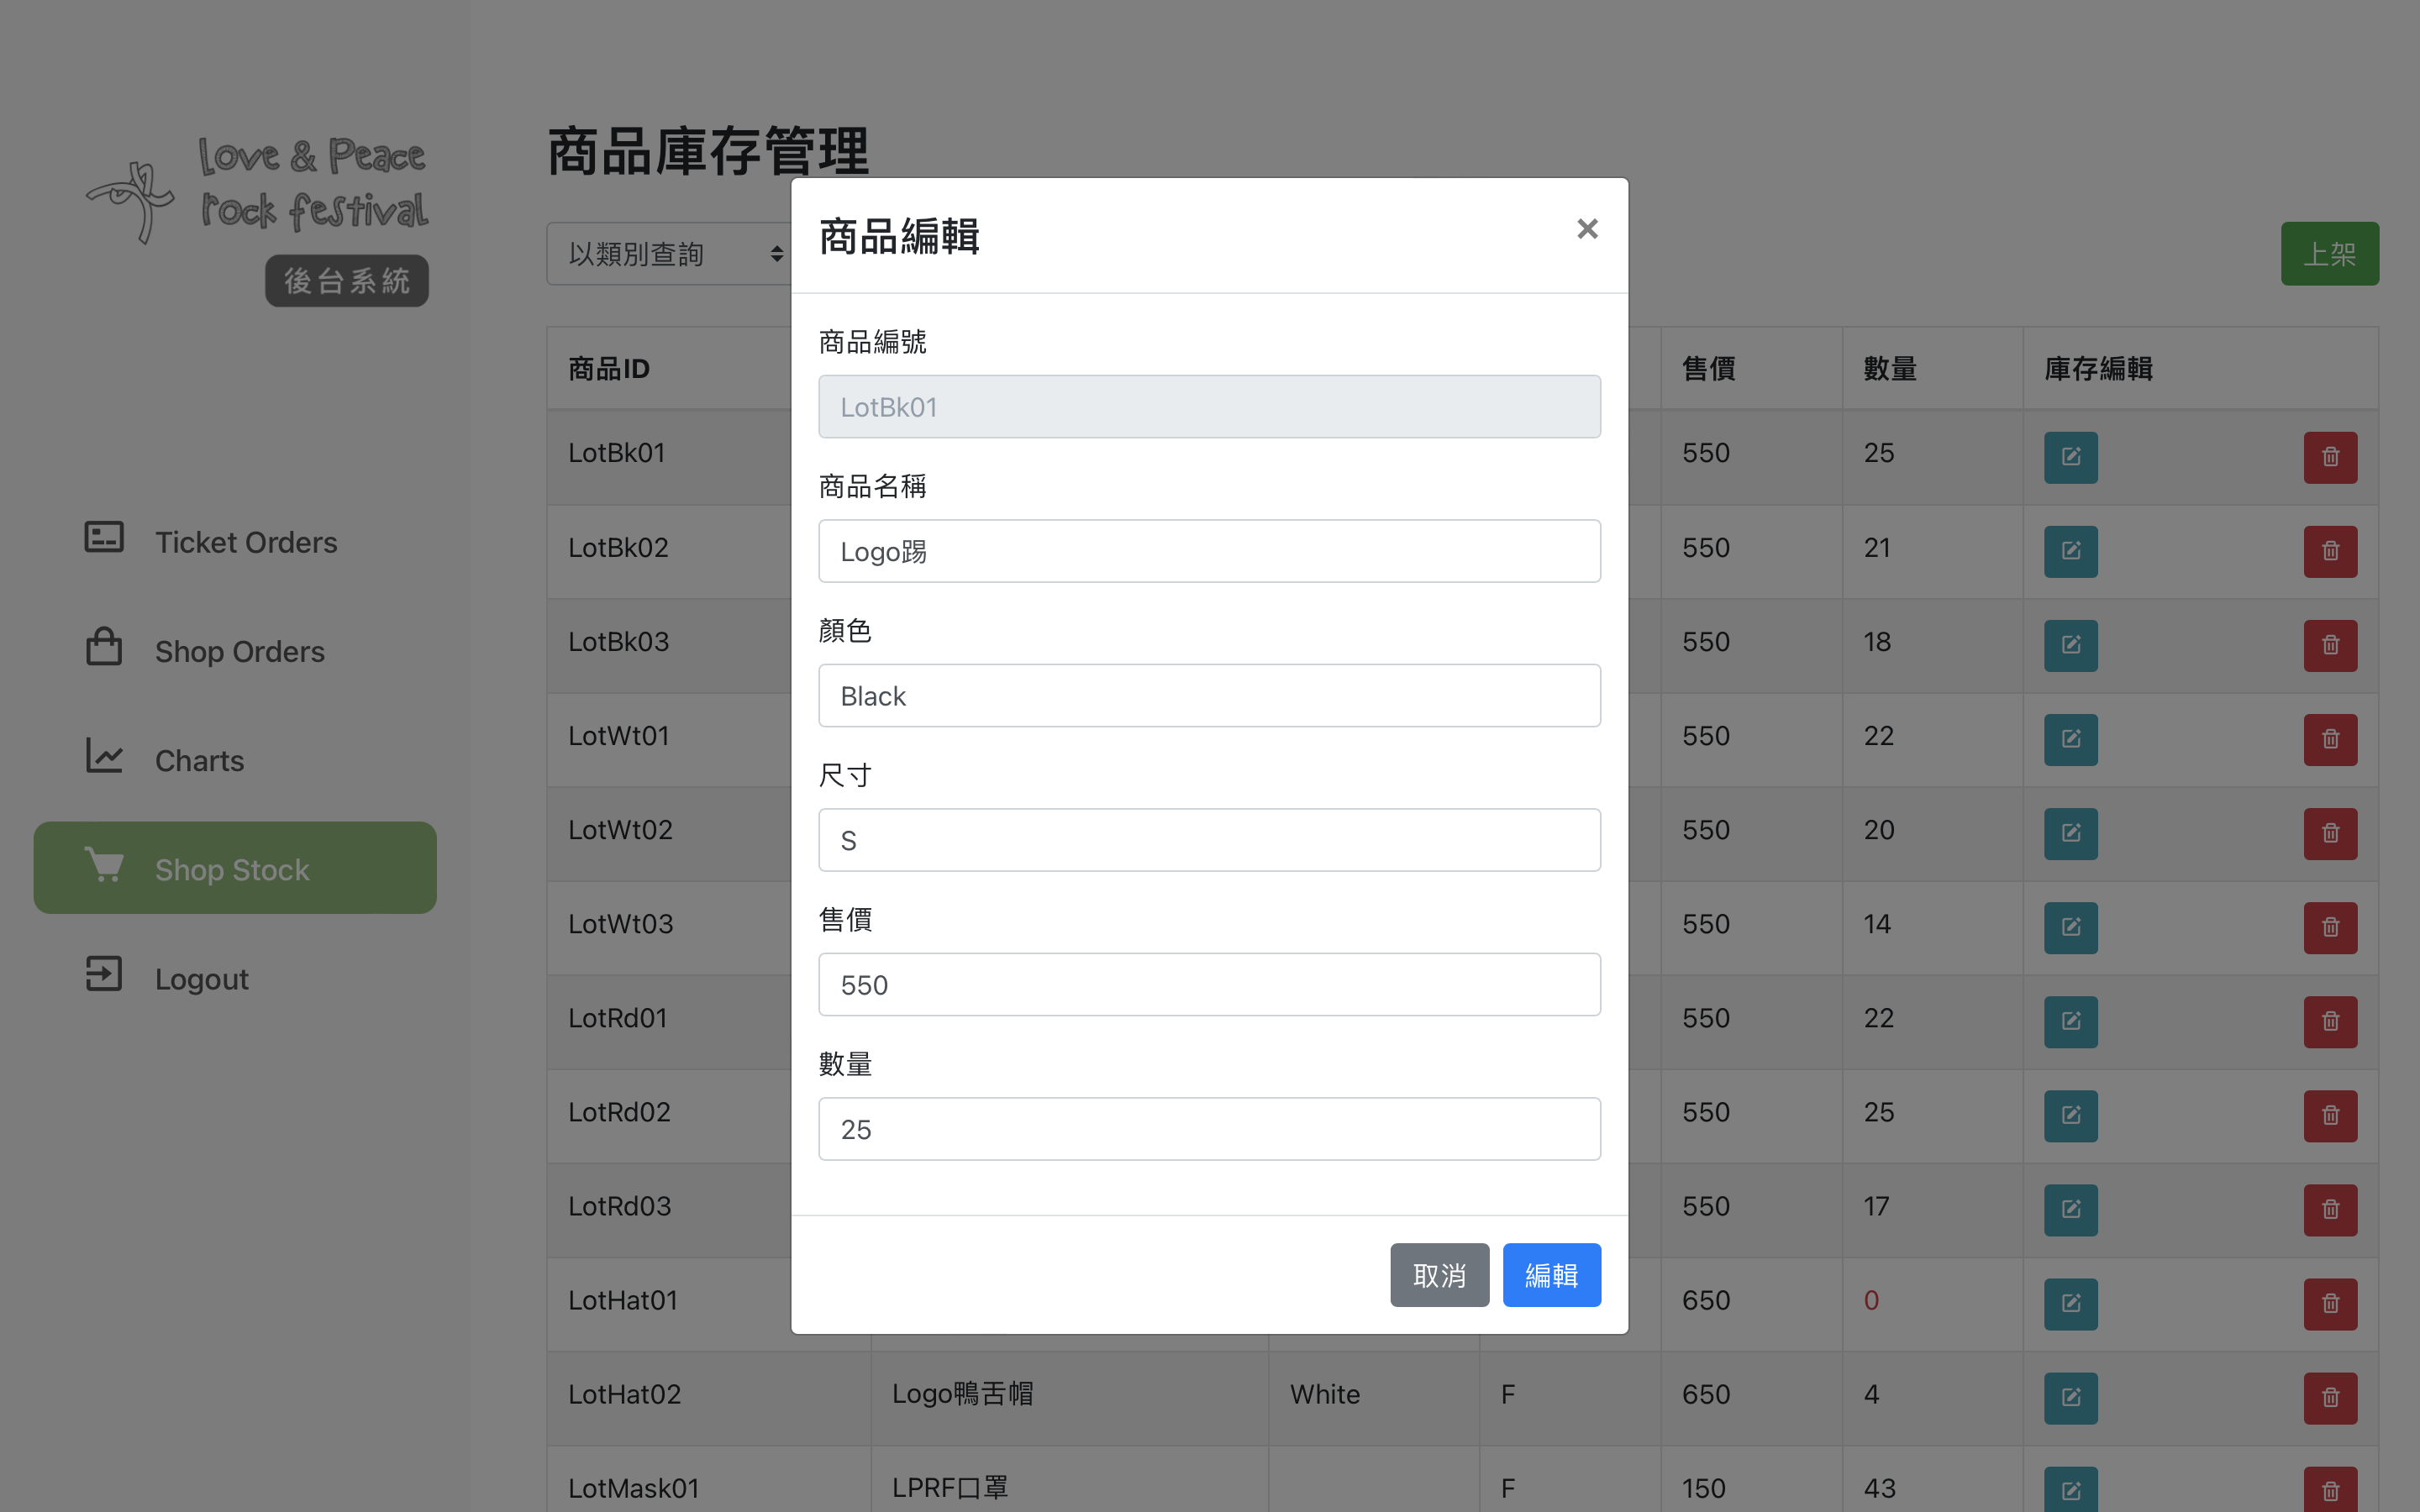 Love & Peace
rock festival
後台系統
Ticket Orders
Shop Orders
Charts
Shop Stock
Logout
商品庫存管理
以類別查詢
上架
商品ID
售價
數量
庫存編輯
LotBk01
550
25
LotBk02
550
21
LotBk03
550
18
LotWt01
550
22
LotWt02
550
20
LotWt03
550
14
LotRd01
550
22
LotRd02
550
25
LotRd03
550
17
LotHat01
650
0
LotHat02
Logo鴨舌帽
White
F
650
4
LotMask01
LPRF口罩
F
150
43
商品編輯
×
商品編號
LotBk01
商品名稱
Logo踢
顏色
Black
尺寸
S
售價
550
數量
25
取消
編輯